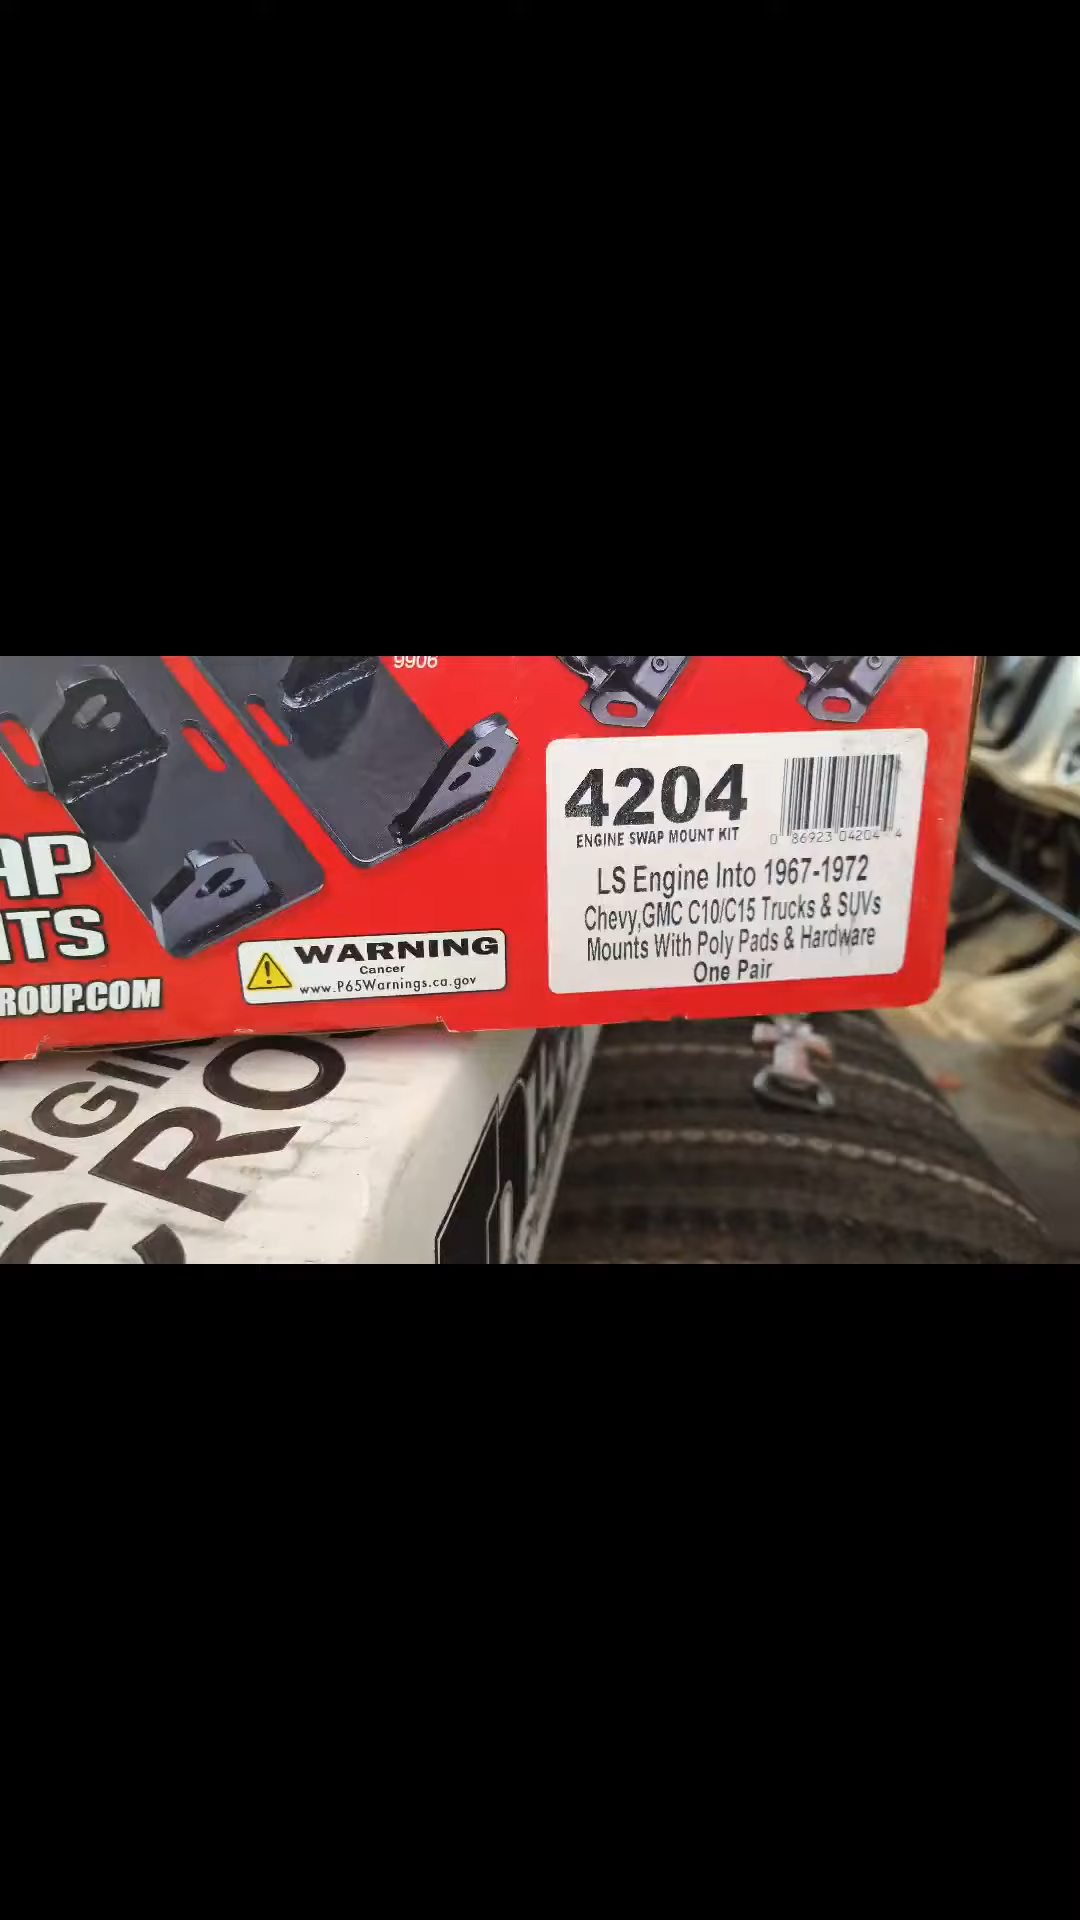 9906
4204
ENGINE SWAP MOUNT KIT
0 86923 04204 4
LS Engine Into 1967-1972
Chevy,GMC C10/C15 Trucks & SUVs
Mounts With Poly Pads & Hardware
One Pair
AP
ITS
ROUP.COM
WARNING
Cancer
www.P65Warnings.ca.gov
NGIN
CRO